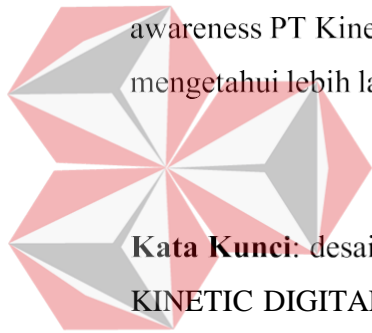 awareness PT Kine
mengetahui lebih la
Kata Kunci: desai
KINETIC DIGITAL